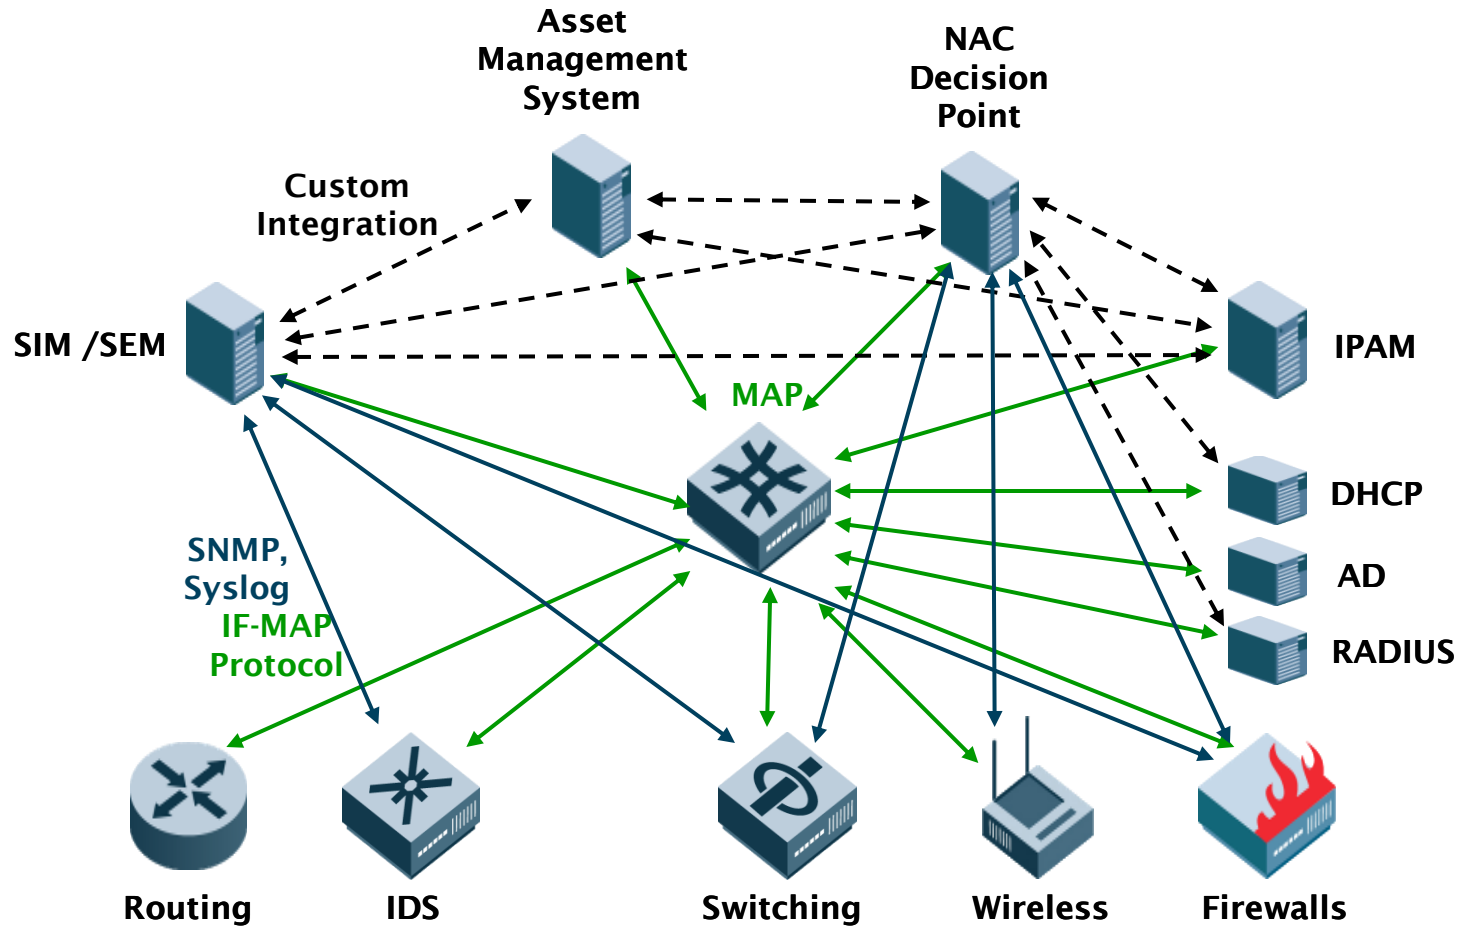 Asset
Management
System
NAC
Decision
Point
Custom
Integration
SIM /SEM
IPAM
MAP
DHCP
SNMP,
Syslog
AD
IF-MAP
Protocol
RADIUS
Routing
IDS
Switching
Wireless
Firewalls